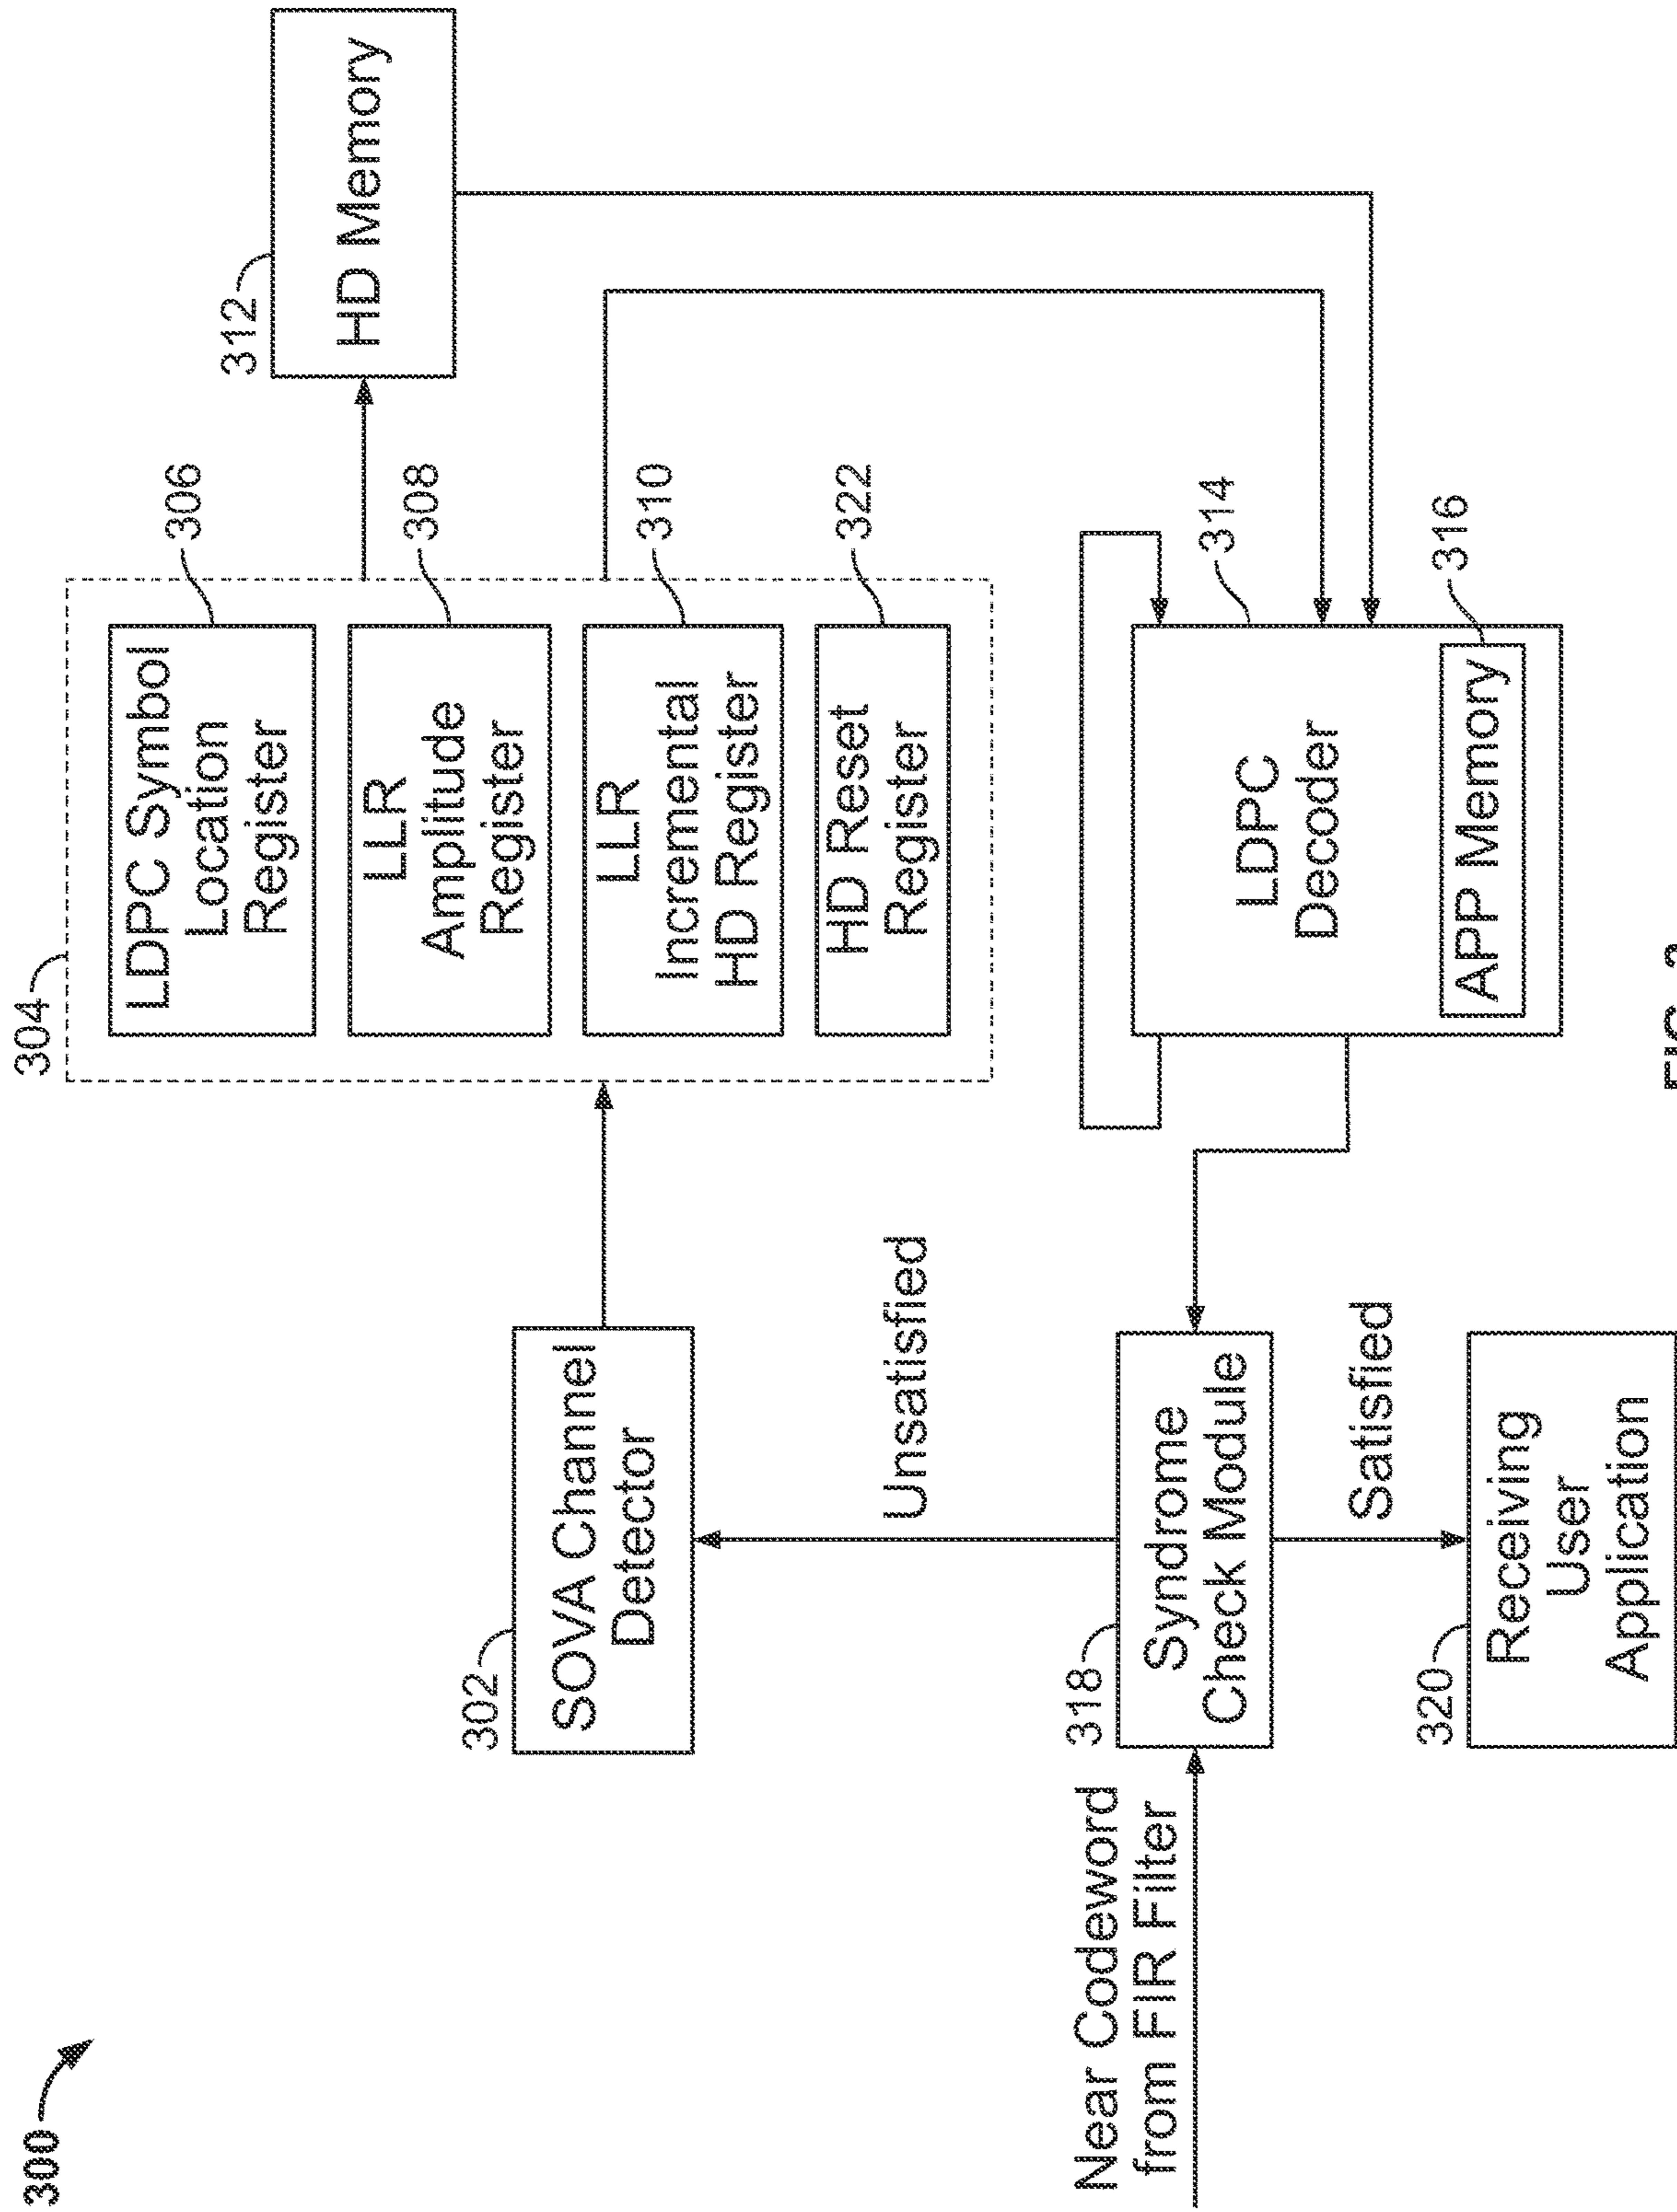 300
304
LDPC Symbol
Location
Register
306
LLR
Amplitude
Register
308
LLR
Incremental
HD Register
310
HD Reset
Register
322
312
HD Memory
302
SOVA Channel
Detector
Unsatisfied
LDPC
Decoder
314
APP Memory
316
Near Codeword
from FIR Filter
318
Syndrome
Check Module
Satisfied
320
Receiving
User
Application